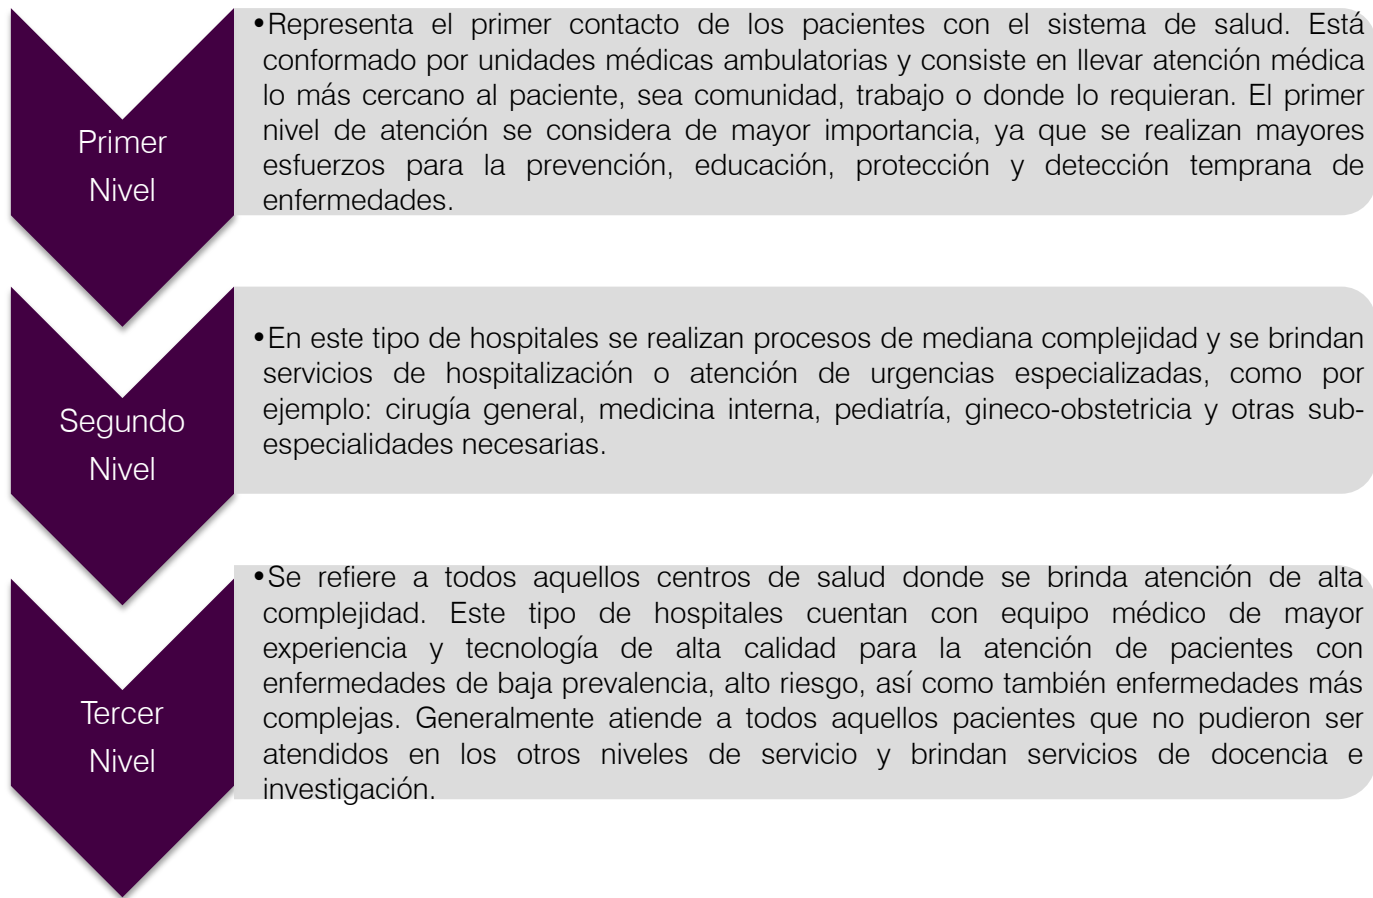 Primer
Nivel
•Representa el primer contacto de los pacientes con el sistema de salud. Está
conformado por unidades médicas ambulatorias y consiste en llevar atención médica
lo más cercano al paciente, sea comunidad, trabajo o donde lo requieran. El primer
nivel de atención se considera de mayor importancia, ya que se realizan mayores
esfuerzos para la prevención, educación, protección y detección temprana de
enfermedades.
Segundo
Nivel
•En este tipo de hospitales se realizan procesos de mediana complejidad y se brindan
servicios de hospitalización o atención de urgencias especializadas, como por
ejemplo: cirugía general, medicina interna, pediatría, gineco-obstetricia y otras sub-
especialidades necesarias.
Tercer
Nivel
•Se refiere a todos aquellos centros de salud donde se brinda atención de alta
complejidad. Este tipo de hospitales cuentan con equipo médico de mayor
experiencia y tecnología de alta calidad para la atención de pacientes con
enfermedades de baja prevalencia, alto riesgo, así como también enfermedades más
complejas. Generalmente atiende a todos aquellos pacientes que no pudieron ser
atendidos en los otros niveles de servicio y brindan servicios de docencia e
investigación.